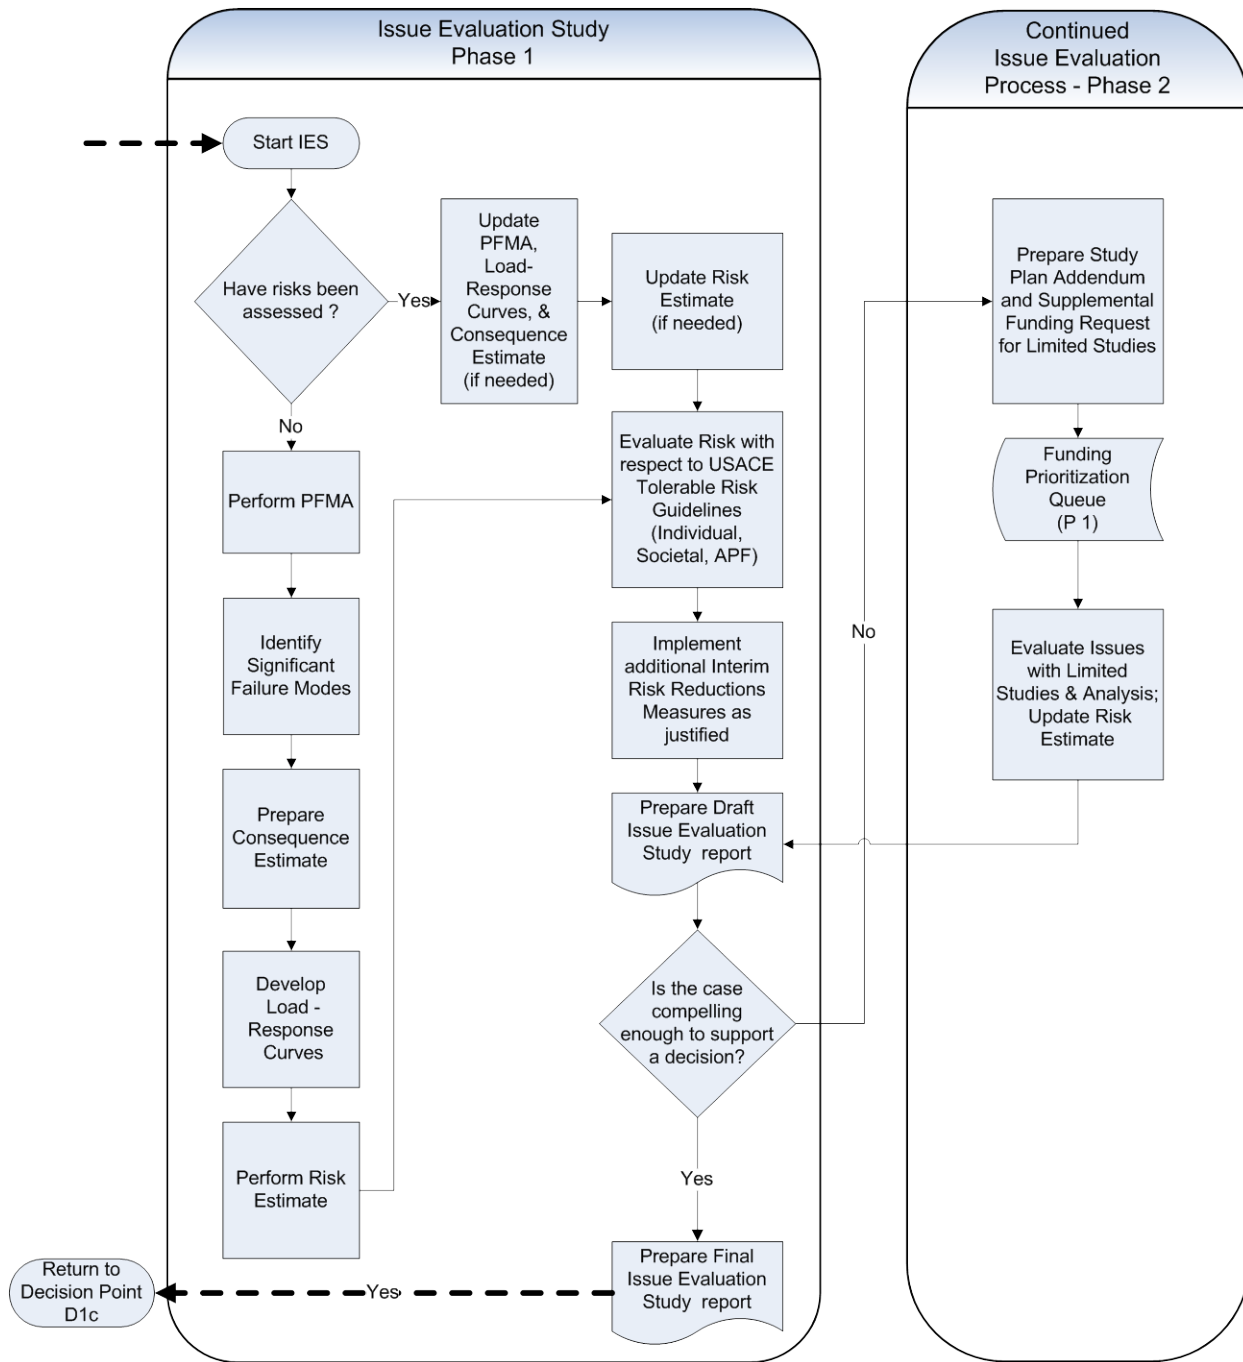 Issue Evaluation Study
Phase 1
Continued
Issue Evaluation
Process - Phase 2
Start IES
Have risks been
assessed ?
Yes
Update
PFMA,
Load-
Response
Curves, &
Consequence
Estimate
(if needed)
Update Risk
Estimate
(if needed)
Prepare Study
Plan Addendum
and Supplemental
Funding Request
for Limited Studies
No
Perform PFMA
Evaluate Risk with
respect to USACE
Tolerable Risk
Guidelines
(Individual,
Societal, APF)
Funding
Prioritization
Queue
(P 1)
Identify
Significant
Failure Modes
Implement
additional Interim
Risk Reductions
Measures as
justified
No
Evaluate Issues
with Limited
Studies & Analysis;
Update Risk
Estimate
Prepare
Consequence
Estimate
Prepare Draft
Issue Evaluation
Study report
Develop
Load -
Response
Curves
Is the case
compelling
enough to support
a decision?
Perform Risk
Estimate
Yes
Prepare Final
Issue Evaluation
Study report
Yes
Return to
Decision Point
D1c